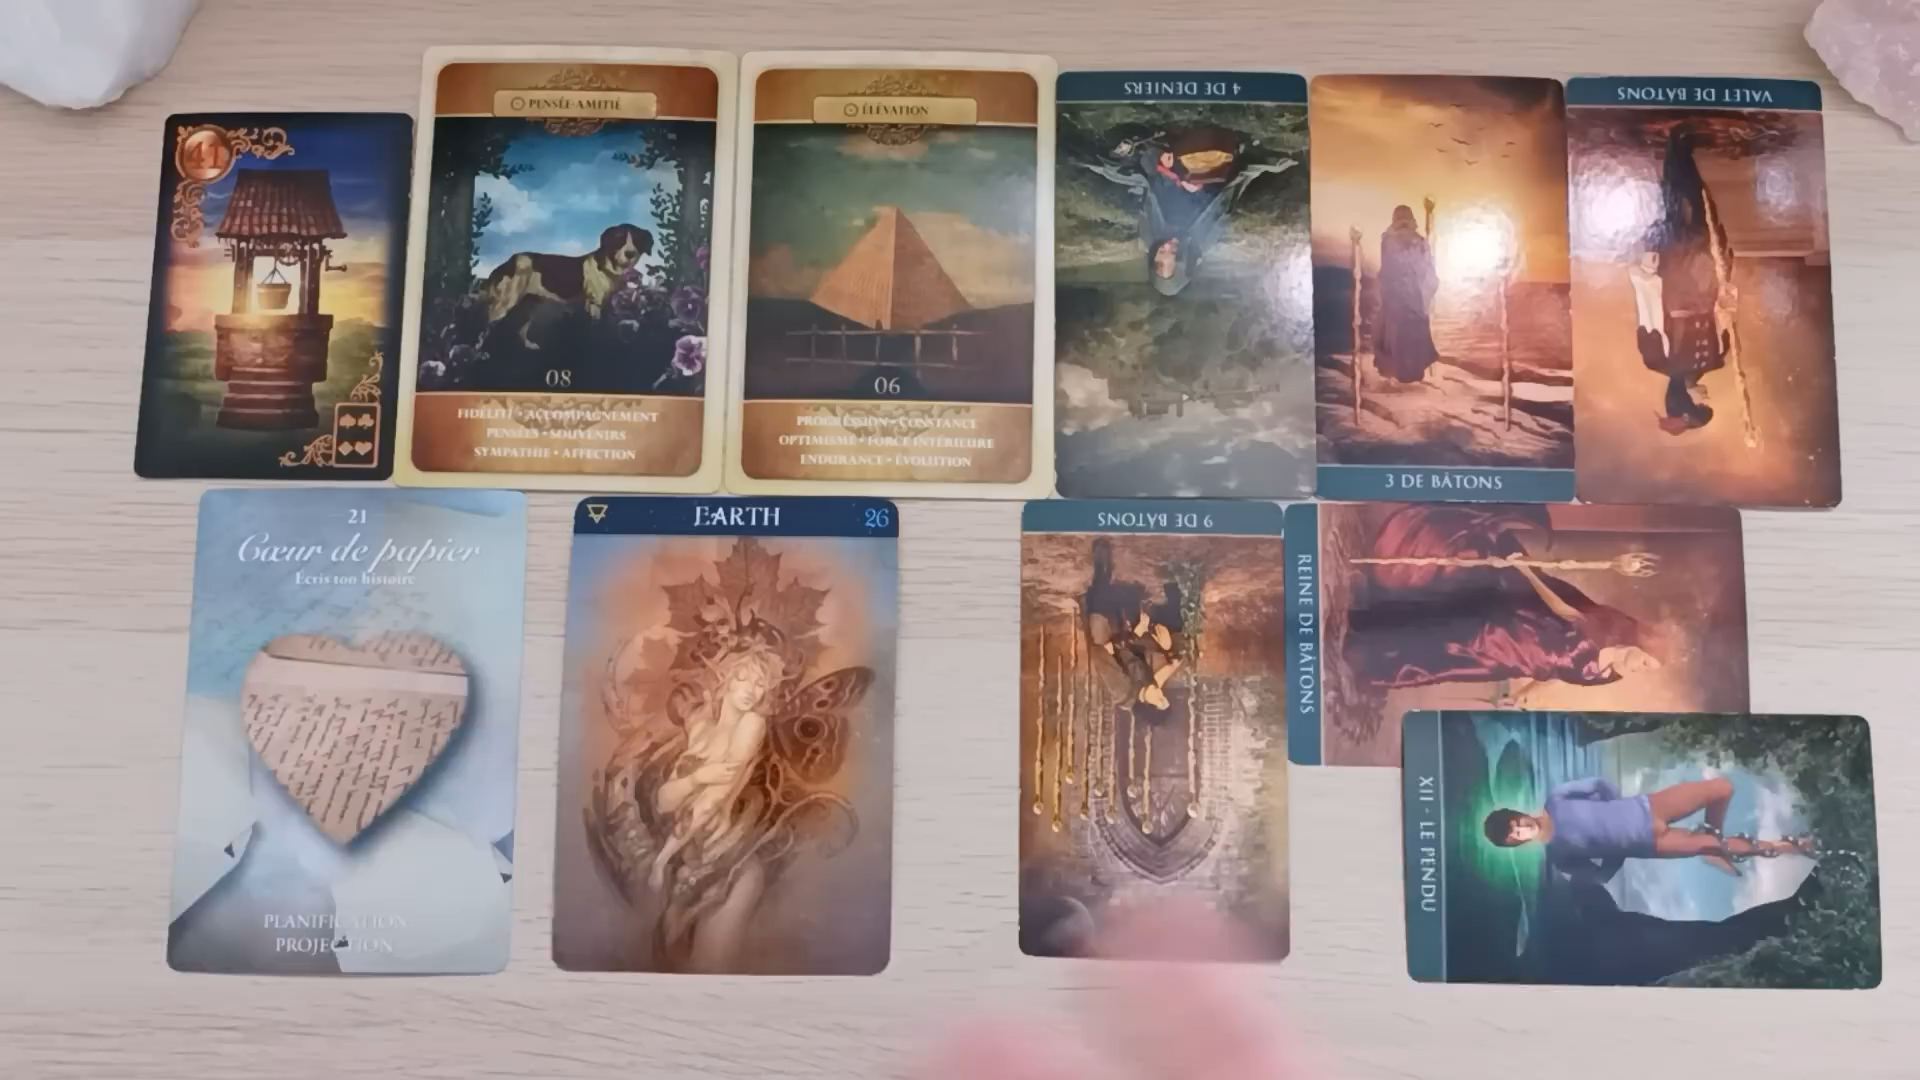 41
PENSÉE-AMITIÉ
08
FIDÉLITÉ • ACCOMPAGNEMENT
PENSÉES • SOUVENIRS
SYMPATHIE • AFFECTION
ÉLÉVATION
06
PROGRESSION • CONSTANCE
OPTIMISME • FORCE INTÉRIEURE
ENDURANCE • ÉVOLUTION
4 DE DENIERS
3 DE BÂTONS
VALET DE BÂTONS
21
Cœur de papier
Écris ton histoire
PLANIFICATION
PROJECTION
EARTH 26
9 DE BÂTONS
REINE DE BÂTONS
XII - LE PENDU